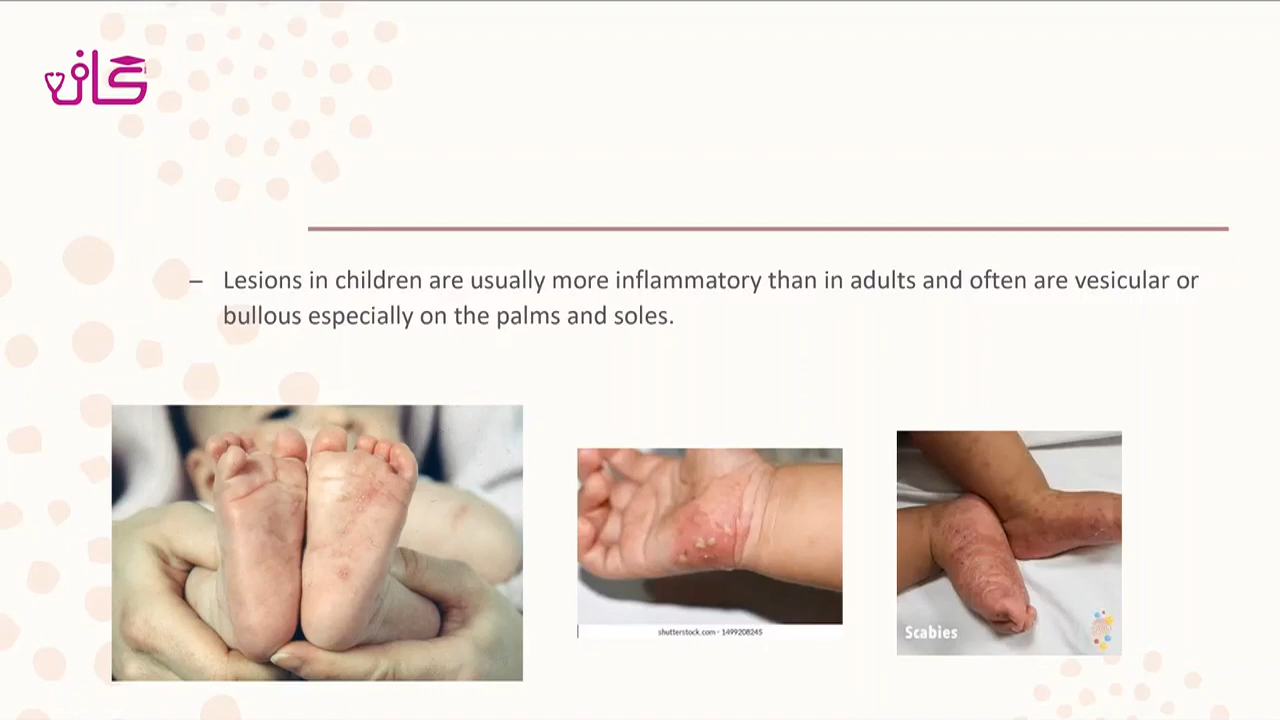 كان
– Lesions in children are usually more inflammatory than in adults and often are vesicular or
bullous especially on the palms and soles.
shutterstock.com · 1499208245
Scabies